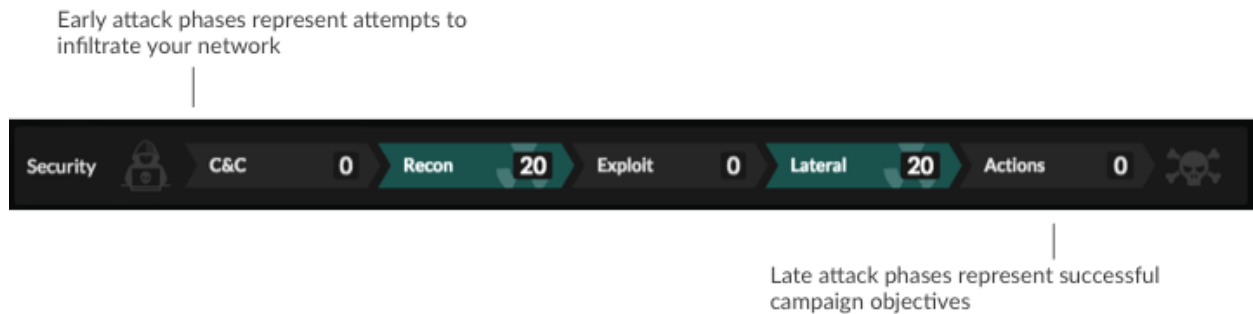 Early attack phases represent attempts to
infiltrate your network
Security C&C 0 Recon 20 Exploit 0 Lateral 20 Actions 0
Late attack phases represent successful
campaign objectives